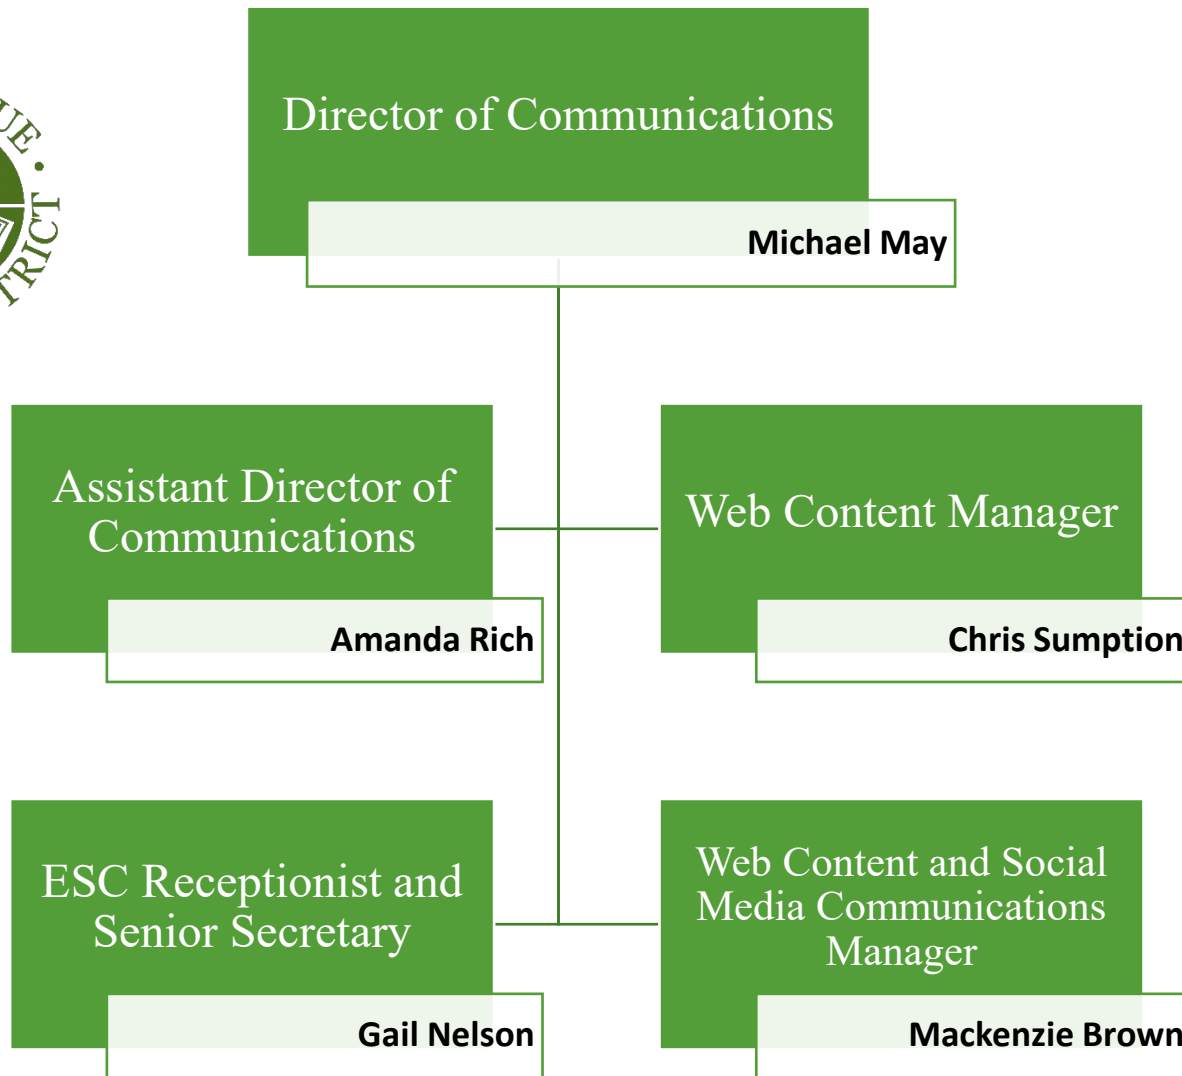 Director of Communications
Michael May
Assistant Director of
Communications
Amanda Rich
Web Content Manager
Chris Sumption
ESC Receptionist and
Senior Secretary
Gail Nelson
Web Content and Social
Media Communications
Manager
Mackenzie Brown